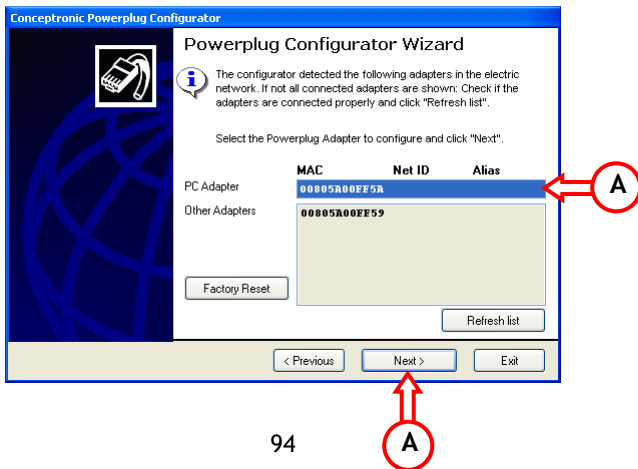 Conceptronic Powerplug Configurator
Powerplug Configurator Wizard
The configurator detected the following adapters in the electric
network. If not all connected adapters are shown: Check if the
adapters are connected properly and click "Refresh list".
Select the Powerplug Adapter to configure and click "Next".
MAC Net ID Alias
PC Adapter 00805A00FF5A
A
Other Adapters 00805A00FF59
Factory Reset
Refresh list
< Previous Next > Exit
94
A